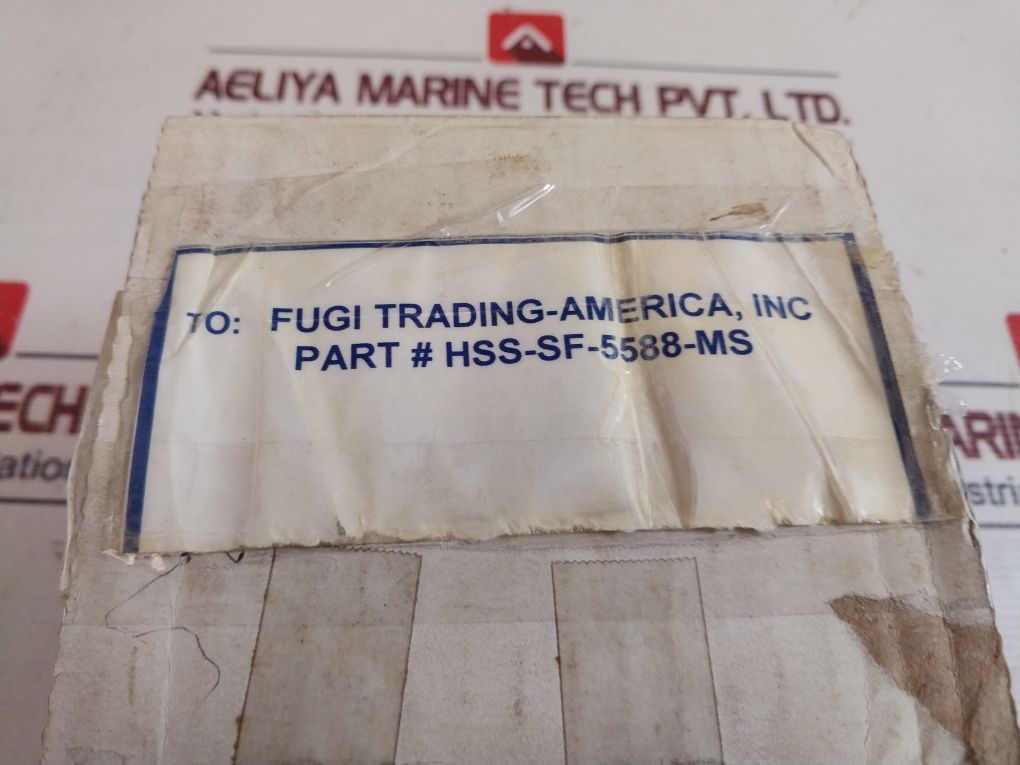 AELIYA MARINE TECH PVT. LTD.
TO: FUGI TRADING-AMERICA, INC
PART # HSS-SF-5588-MS